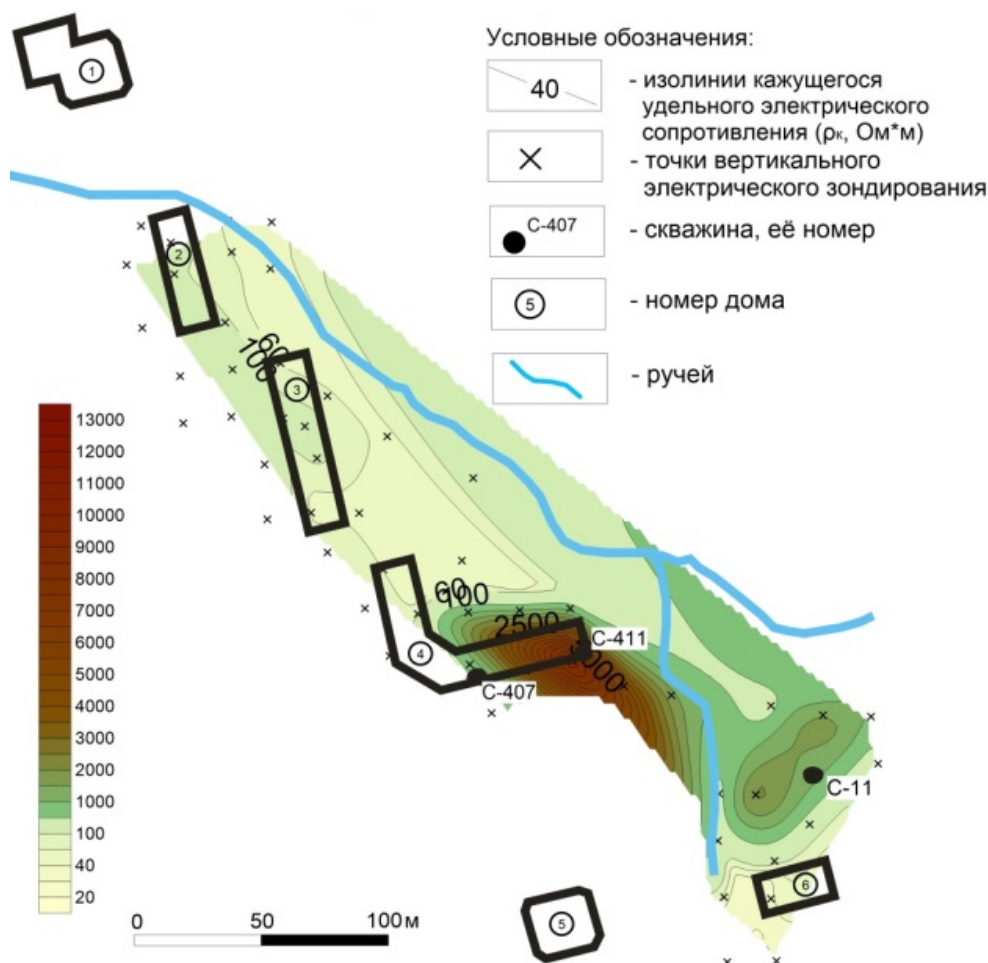 Условные обозначения:
40
- изолинии кажущегося
удельного электрического
сопротивления (ρк, Ом*м)
- точки вертикального
электрического зондирования
С-407
- скважина, её номер
5
- номер дома
- ручей
1
2
60
100
3
60
100
2500
С-411
4
С-407
С-11
6
5
13000
12000
10000
9000
8000
7000
6000
5000
4000
3000
2000
1000
100
40
20
0
50
100м